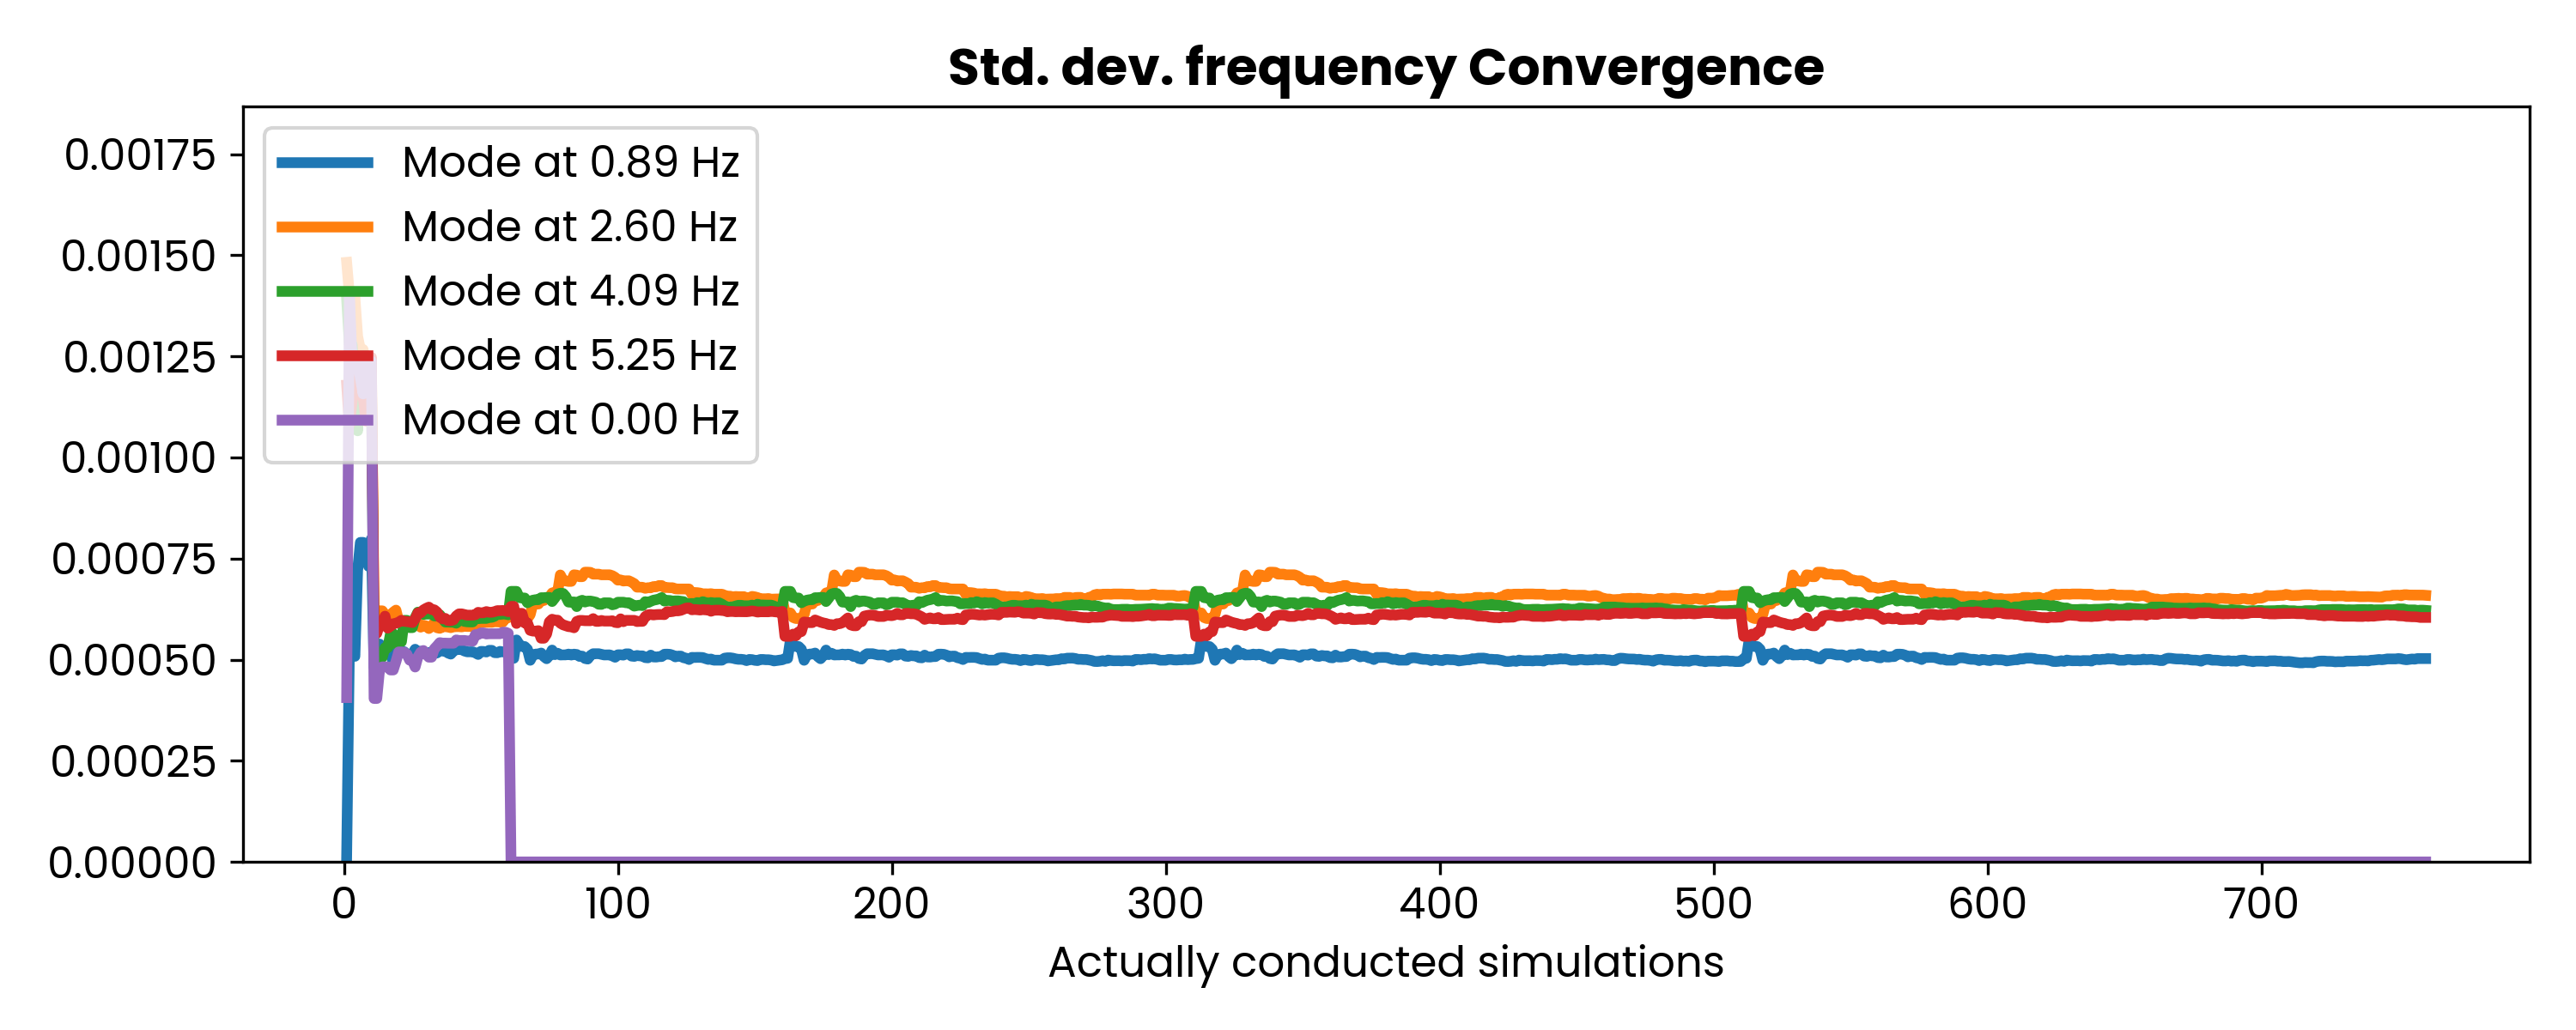 Std. dev. frequency Convergence
0.00175
0.00150
0.00125
0.00100
0.00075
0.00050
0.00025
0.00000
Mode at 0.89 Hz
Mode at 2.60 Hz
Mode at 4.09 Hz
Mode at 5.25 Hz
Mode at 0.00 Hz
0 100 200 300 400 500 600 700
Actually conducted simulations